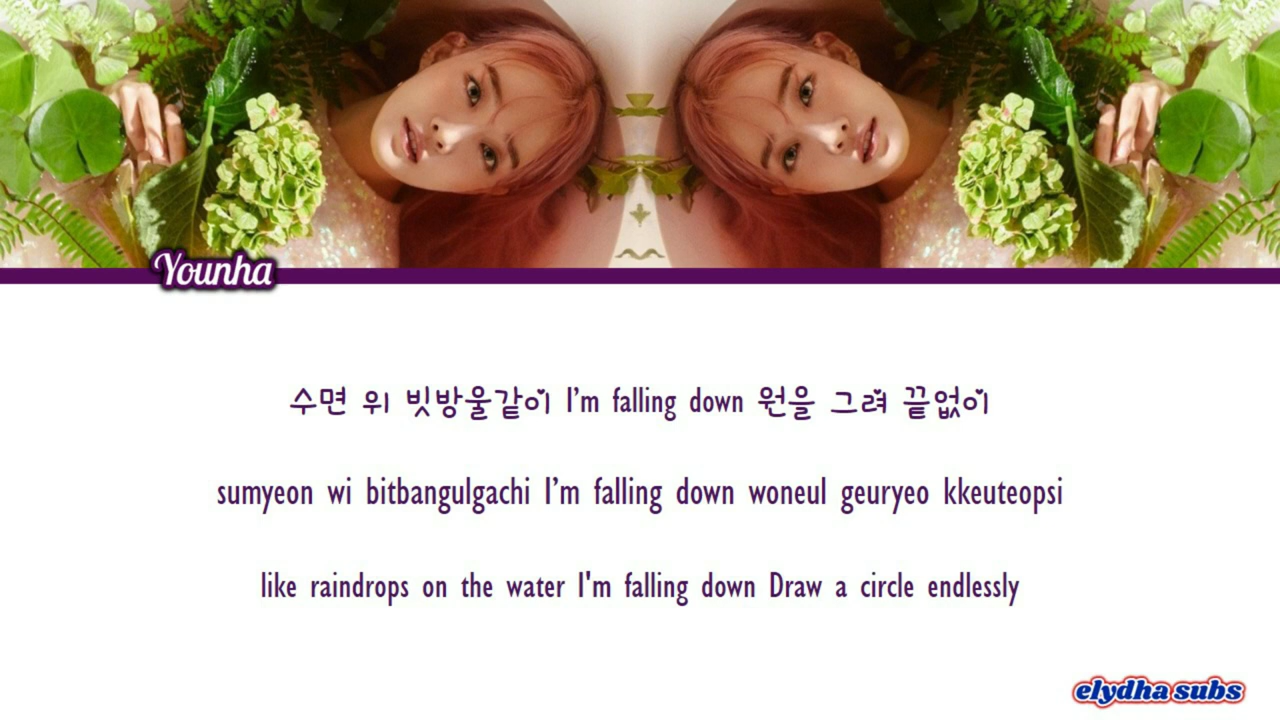 Younha
수면 위 빗방울같이 I’m falling down 원을 그려 끝없이
sumyeon wi bitbangulgachi I’m falling down woneul geuryeo kkeuteopsi
like raindrops on the water I'm falling down Draw a circle endlessly
elydha subs